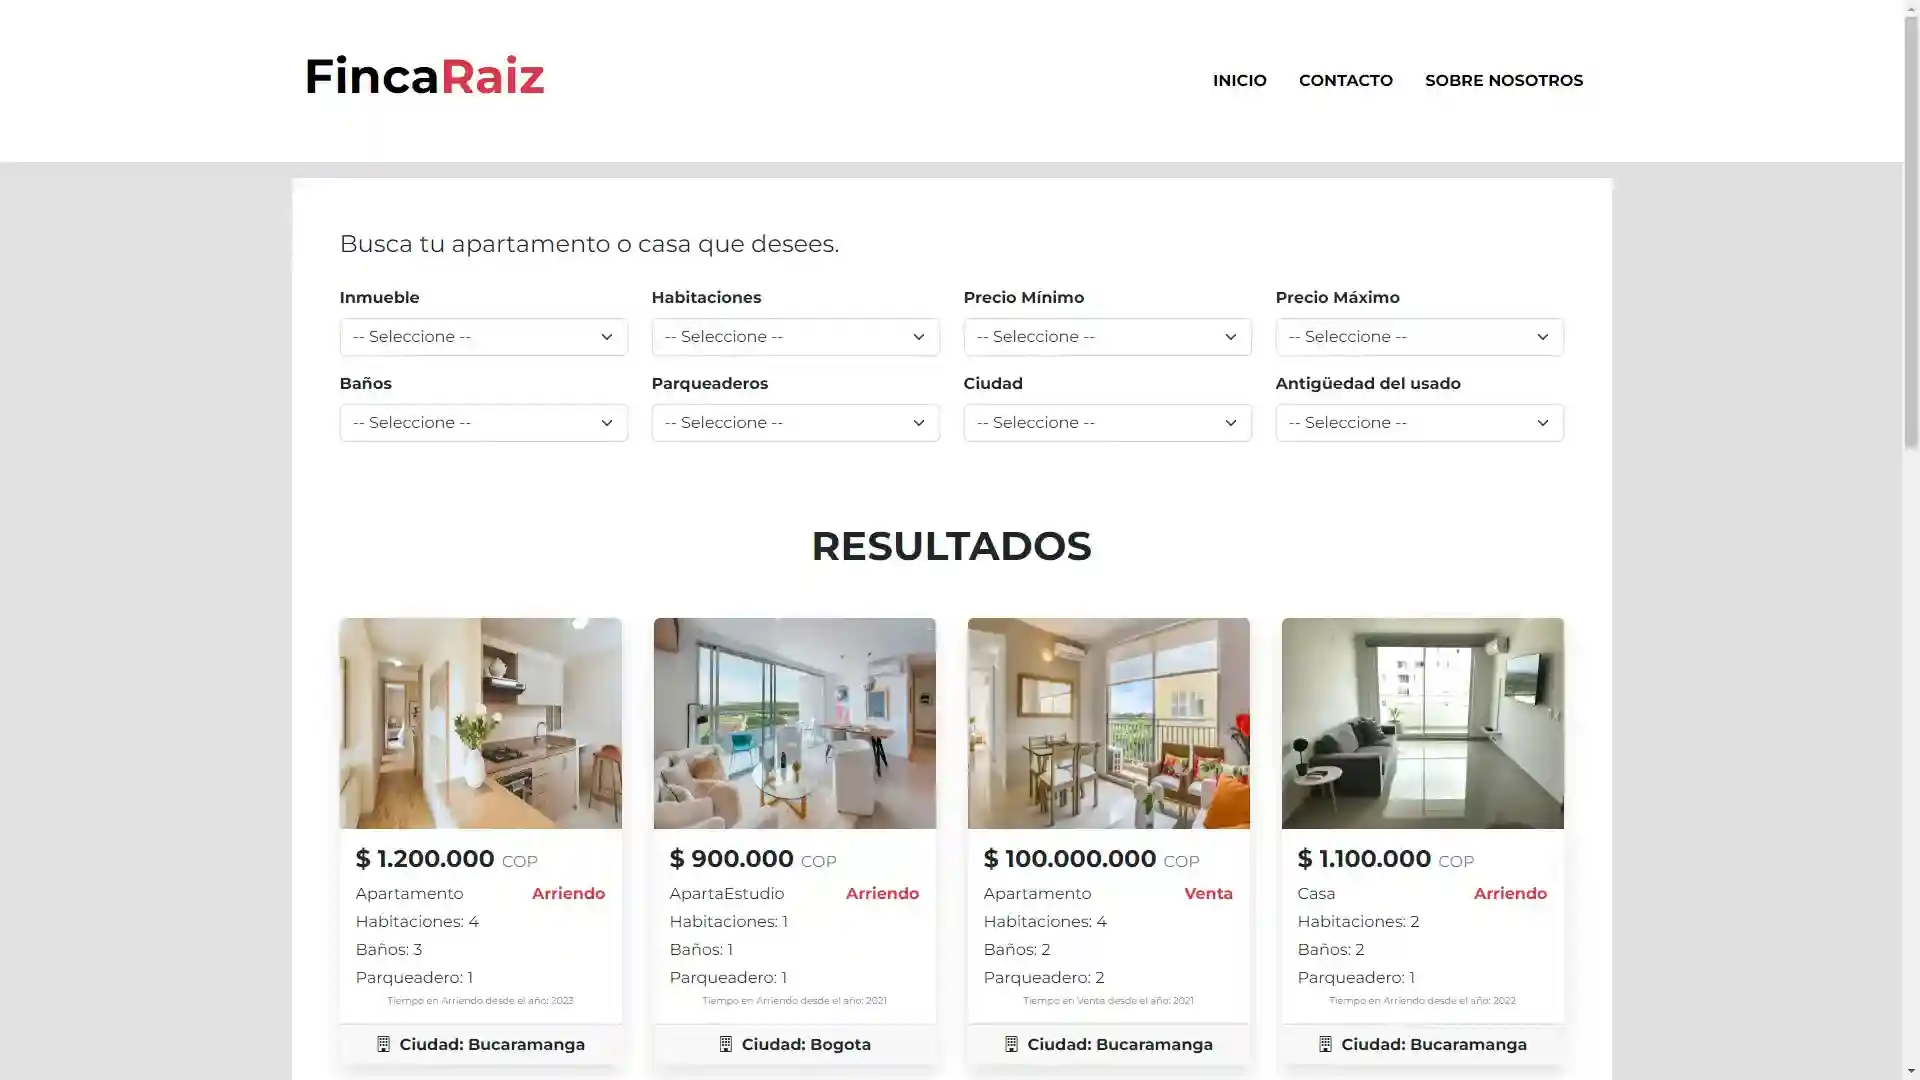 FincaRaiz
INICIO CONTACTO SOBRE NOSOTROS
Busca tu apartamento o casa que desees.
Inmueble Habitaciones Precio Mínimo Precio Máximo
-- Seleccione -- -- Seleccione -- -- Seleccione -- -- Seleccione --
Baños Parqueaderos Ciudad Antigüedad del usado
-- Seleccione -- -- Seleccione -- -- Seleccione -- -- Seleccione --
RESULTADOS
$ 1.200.000 COP
Apartamento Arriendo
Habitaciones: 4
Baños: 3
Parqueadero: 1
Tiempo en Arriendo desde el año: 2023
Ciudad: Bucaramanga
$ 900.000 COP
ApartaEstudio Arriendo
Habitaciones: 1
Baños: 1
Parqueadero: 1
Tiempo en Arriendo desde el año: 2021
Ciudad: Bogota
$ 100.000.000 COP
Apartamento Venta
Habitaciones: 4
Baños: 2
Parqueadero: 2
Tiempo en Venta desde el año: 2021
Ciudad: Bucaramanga
$ 1.100.000 COP
Casa Arriendo
Habitaciones: 2
Baños: 2
Parqueadero: 1
Tiempo en Arriendo desde el año: 2022
Ciudad: Bucaramanga